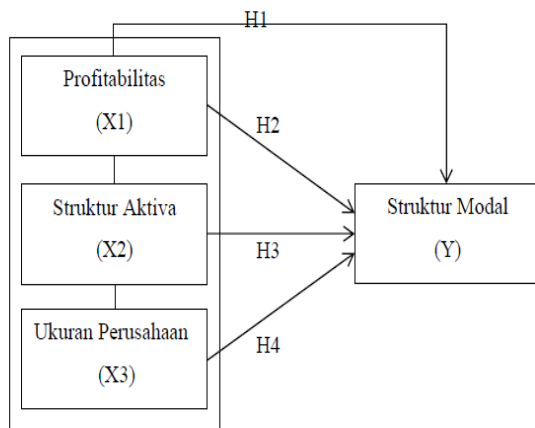 H1
Profitabilitas
(X1)
H2
Struktur Aktiva
(X2)
H3
Struktur Modal
(Y)
Ukuran Perusahaan
(X3)
H4